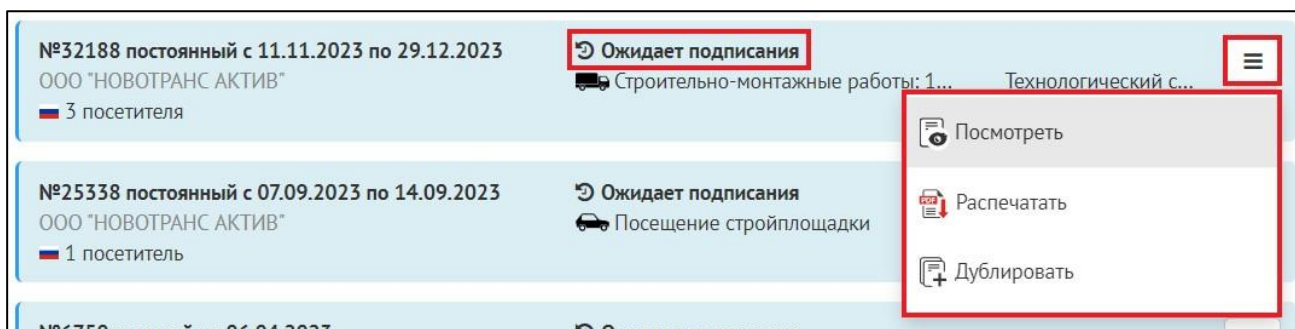 №32188 постоянный с 11.11.2023 по 29.12.2023
ООО "НОВОТРАНС АКТИВ"
3 посетителя
Ожидает подписания
Строительно-монтажные работы: 1... Технологический с...
Посмотреть
Распечатать
Дублировать
№25338 постоянный с 07.09.2023 по 14.09.2023
ООО "НОВОТРАНС АКТИВ"
1 посетитель
Ожидает подписания
Посещение стройплощадки